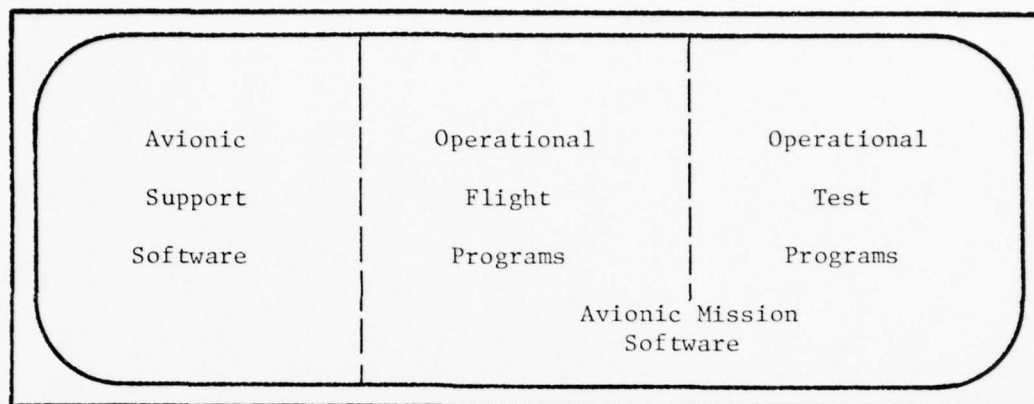 Avionic
Support
Software
Operational
Flight
Programs
Operational
Test
Programs
Avionic Mission
Software